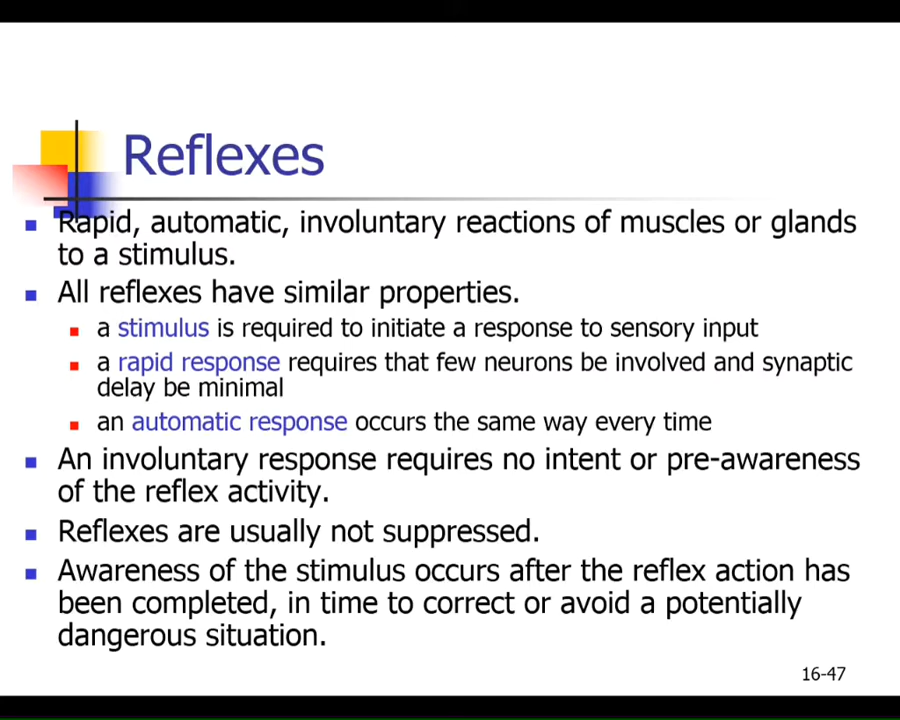 Reflexes
Rapid, automatic, involuntary reactions of muscles or glands
to a stimulus.
All reflexes have similar properties.
a stimulus is required to initiate a response to sensory input
a rapid response requires that few neurons be involved and synaptic
delay be minimal
an automatic response occurs the same way every time
An involuntary response requires no intent or pre-awareness
of the reflex activity.
Reflexes are usually not suppressed.
Awareness of the stimulus occurs after the reflex action has
been completed, in time to correct or avoid a potentially
dangerous situation.
16-47